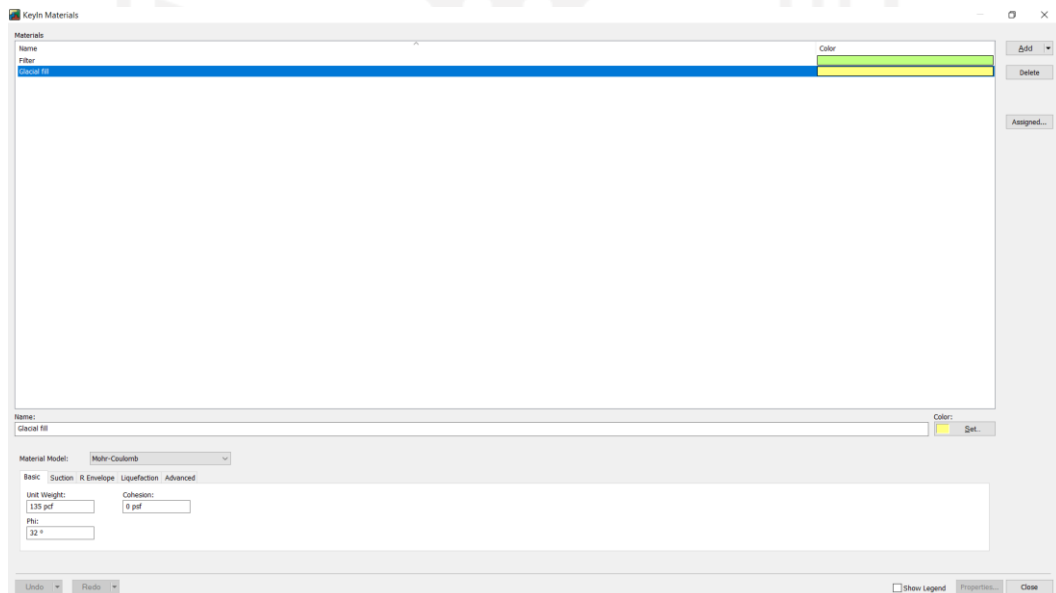 KeyIn Materials
Materials
Name Color
Add
Filter
Glacial fill
Delete
Assigned...
Name: Color:
Glacial fill Set..
Material Model: Mohr-Coulomb
Basic Suction R Envelope Liquefaction Advanced
Unit Weight: Cohesion:
135 pcf 0 psf
Phi:
32 °
Undo Redo Show Legend Properties... Close